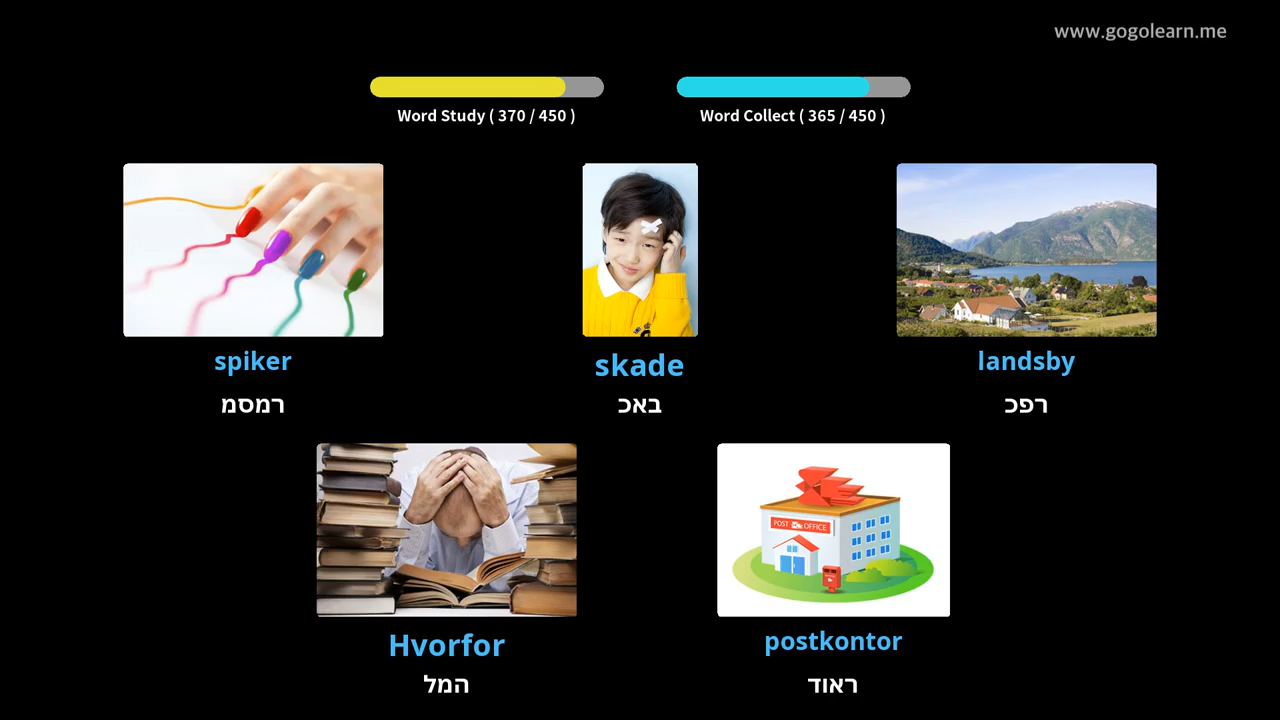 www.gogolearn.me
Word Study ( 370 / 450 )
Word Collect ( 365 / 450 )
spiker
רמסמ
skade
באכ
landsby
רפכ
POST OFFICE
Hvorfor
המל
postkontor
ראוד